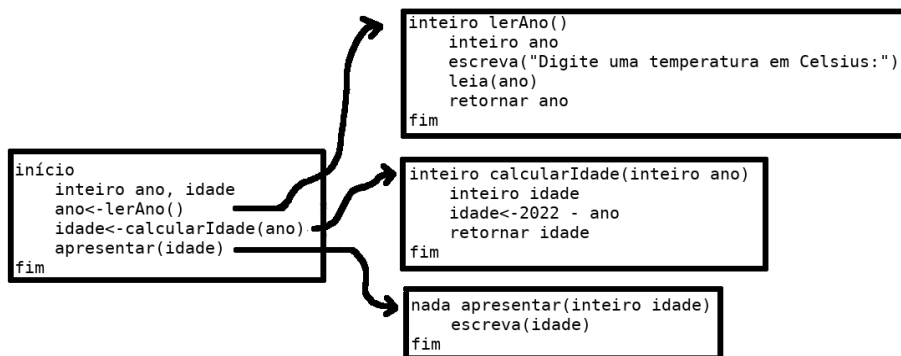 início
    inteiro ano, idade
    ano<-lerAno()
    idade<-calcularIdade(ano)
    apresentar(idade)
fim
inteiro lerAno()
    inteiro ano
    escreva("Digite uma temperatura em Celsius:")
    leia(ano)
    retornar ano
fim
inteiro calcularIdade(inteiro ano)
    inteiro idade
    idade<-2022 - ano
    retornar idade
fim
nada apresentar(inteiro idade)
    escreva(idade)
fim